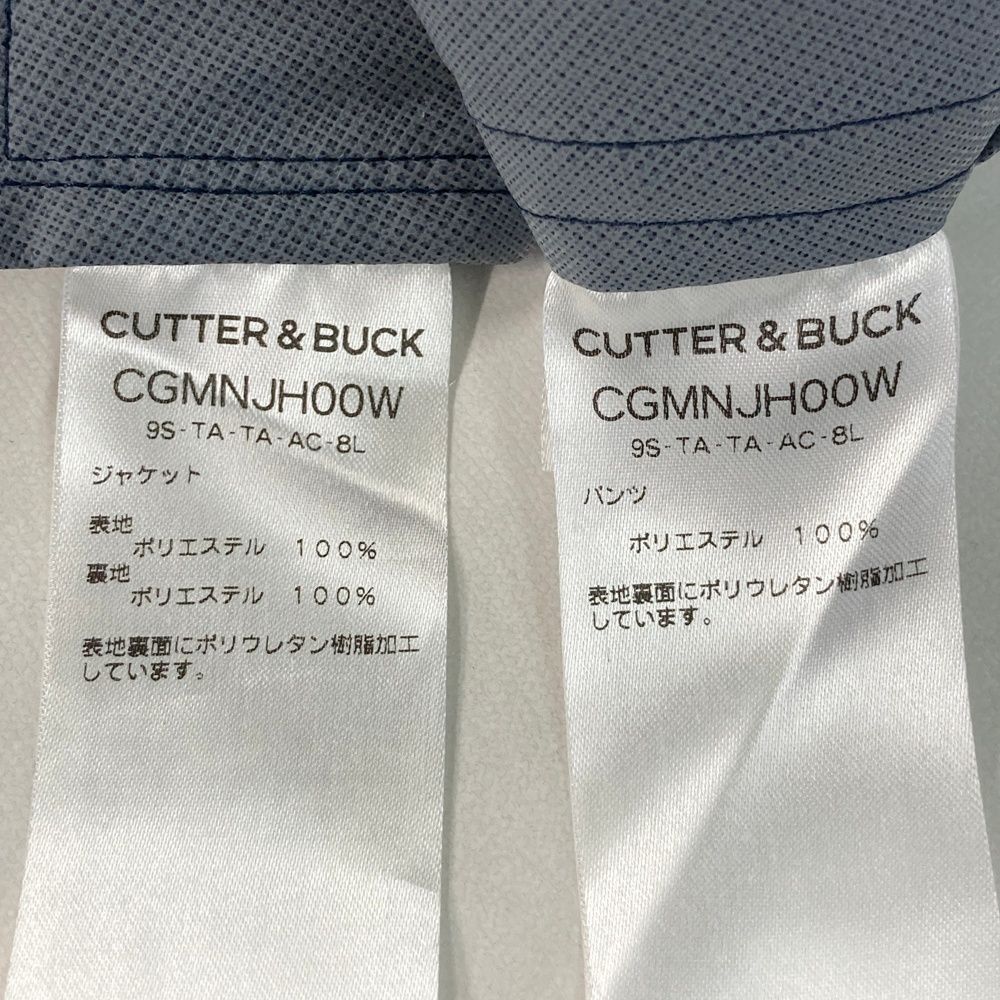 CUTTER & BUCK
CGMNJH00W
9S-TA-TA-AC-8L
ジャケット
表地
ポリエステル 100%
裏地
ポリエステル 100%
表地裏面にポリウレタン樹脂加工
しています。
CUTTER & BUCK
CGMNJH00W
9S-TA-TA-AC-8L
パンツ
ポリエステル 100%
表地裏面にポリウレタン樹脂加工
しています。